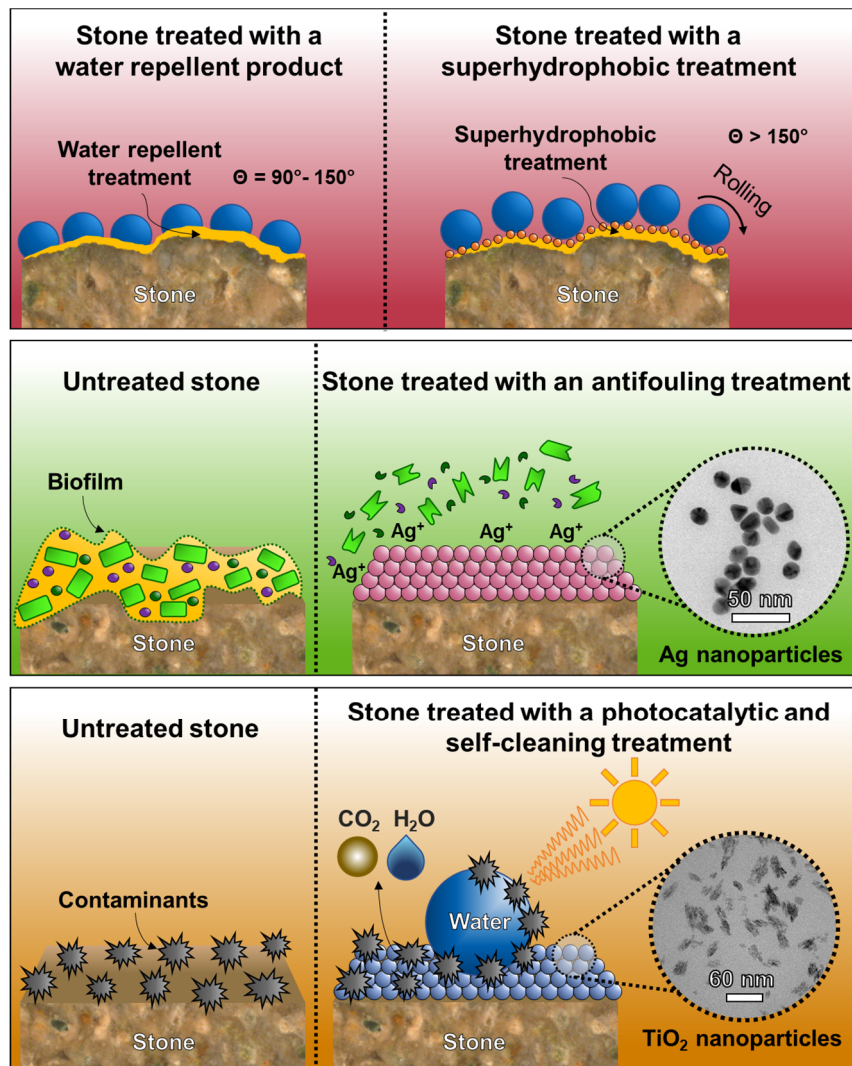 Stone treated with a
water repellent product
Water repellent
treatment
Θ = 90°- 150°
Stone
Stone treated with a
superhydrophobic treatment
Superhydrophobic
treatment
Θ > 150°
Rolling
Stone
Untreated stone
Biofilm
Stone
Stone treated with an antifouling treatment
Ag⁺
Ag⁺
Ag⁺
Ag⁺
Stone
50 nm
Ag nanoparticles
Untreated stone
Contaminants
Stone
Stone treated with a photocatalytic and
self-cleaning treatment
CO₂
H₂O
Water
Stone
60 nm
TiO₂ nanoparticles